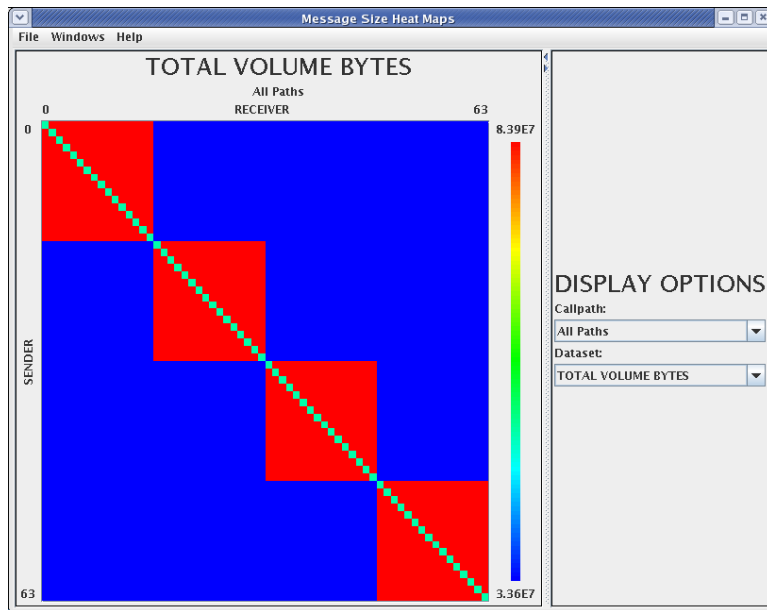 Message Size Heat Maps
File Windows Help
TOTAL VOLUME BYTES
All Paths
0 RECEIVER 63
0
8.39E7
SENDER
63
3.36E7
DISPLAY OPTIONS
Callpath:
All Paths
Dataset:
TOTAL VOLUME BYTES